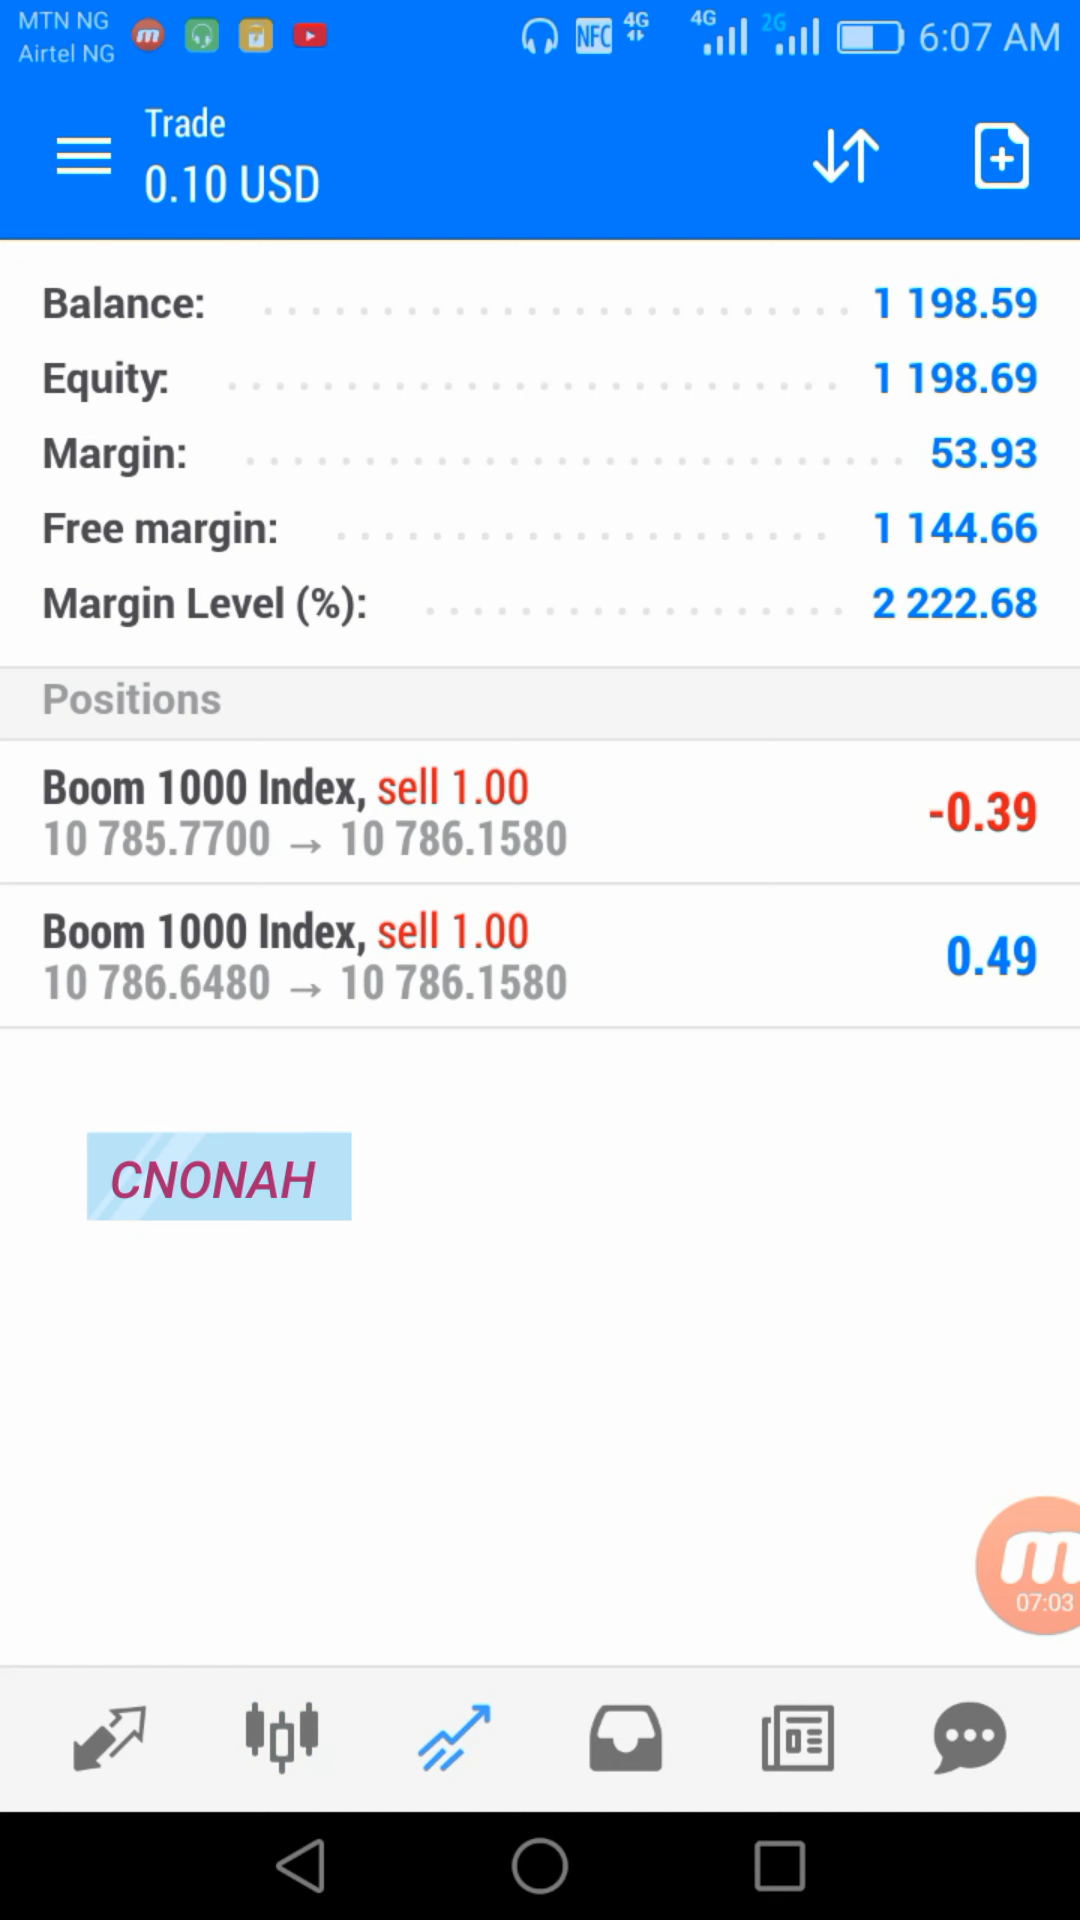 MTN NG
Airtel NG
NFC 4G 4G 2G 6:07 AM
Trade
0.10 USD
Balance: 1 198.59
Equity: 1 198.69
Margin: 53.93
Free margin: 1 144.66
Margin Level (%): 2 222.68
Positions
Boom 1000 Index, sell 1.00
10 785.7700 → 10 786.1580
-0.39
Boom 1000 Index, sell 1.00
10 786.6480 → 10 786.1580
0.49
CNONAH
m
07:03